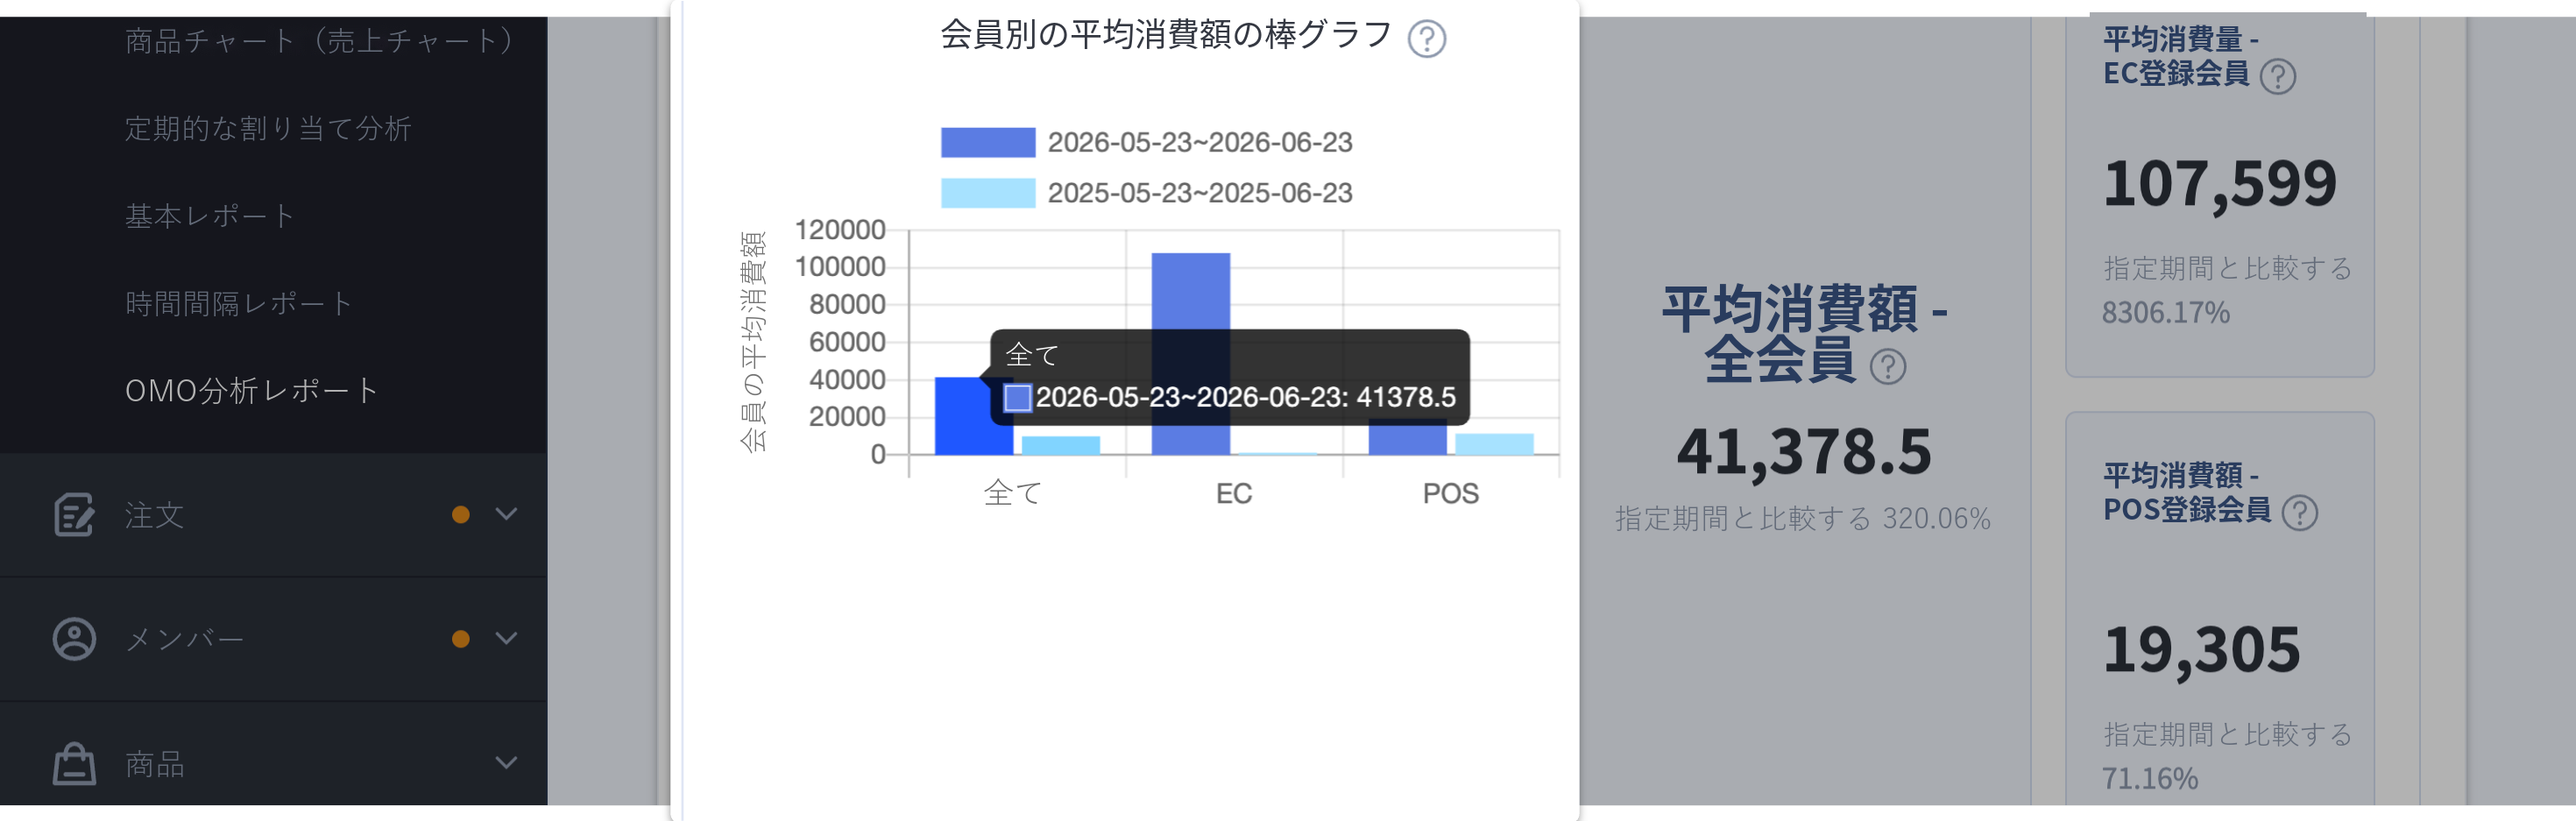 商品チャート（売上チャート）
定期的な割り当て分析
基本レポート
時間間隔レポート
OMO分析レポート
注文
メンバー
商品
会員別の平均消費額の棒グラフ ?
2026-05-23~2026-06-23
2025-05-23~2025-06-23
会員の平均消費額
120000
100000
80000
60000
40000
20000
0
全て
2026-05-23~2026-06-23: 41378.5
全て EC POS
平均消費額 -
全会員 ?
41,378.5
指定期間と比較する 320.06%
平均消費量 -
EC登録会員 ?
107,599
指定期間と比較する
8306.17%
平均消費額 -
POS登録会員 ?
19,305
指定期間と比較する
71.16%